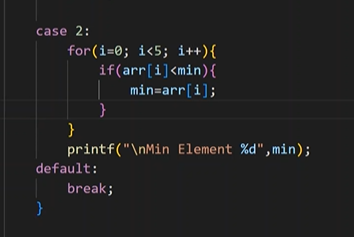 case 2:
for(i=0; i<5; i++){
if(arr[i]<min){
min=arr[i];
}
}
printf("\nMin Element %d",min);
default:
break;
}